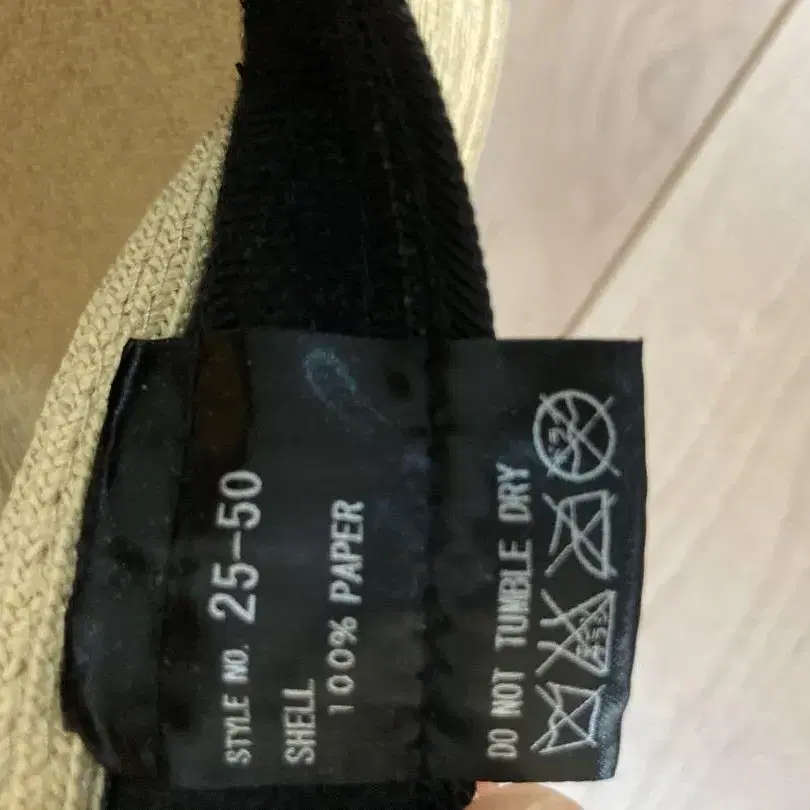 STYLE NO. 25-50
SHELL
100% PAPER
DO NOT TUMBLE DRY